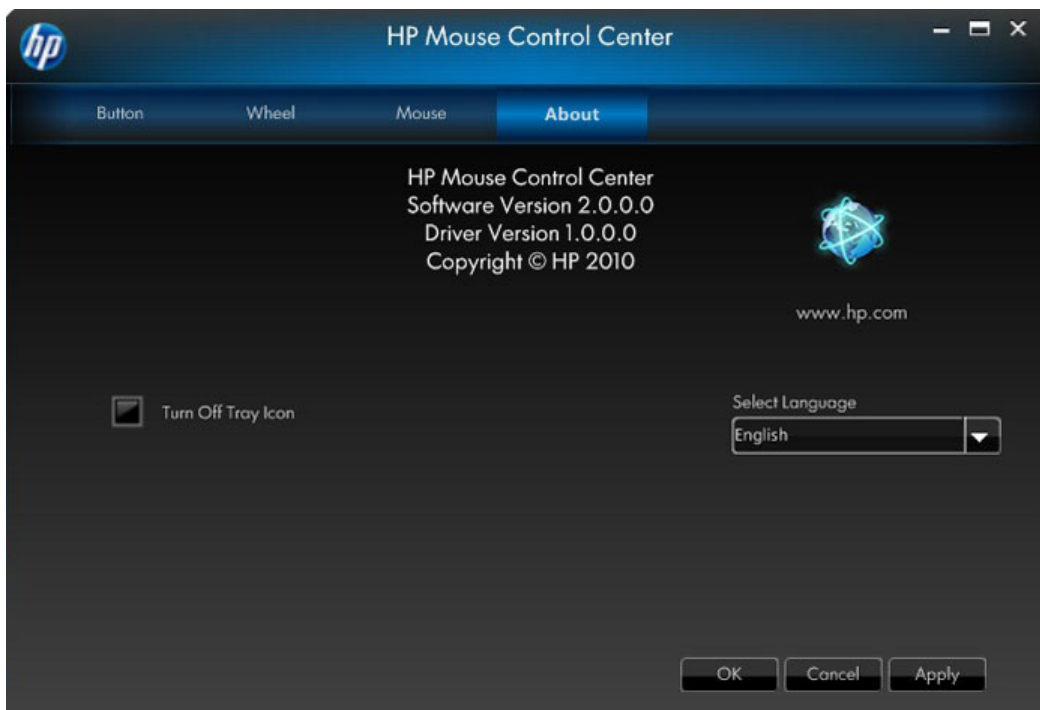 hp
HP Mouse Control Center
Button
Wheel
Mouse
About
HP Mouse Control Center
Software Version 2.0.0.0
Driver Version 1.0.0.0
Copyright © HP 2010
www.hp.com
Turn Off Tray Icon
Select Language
English
OK
Cancel
Apply